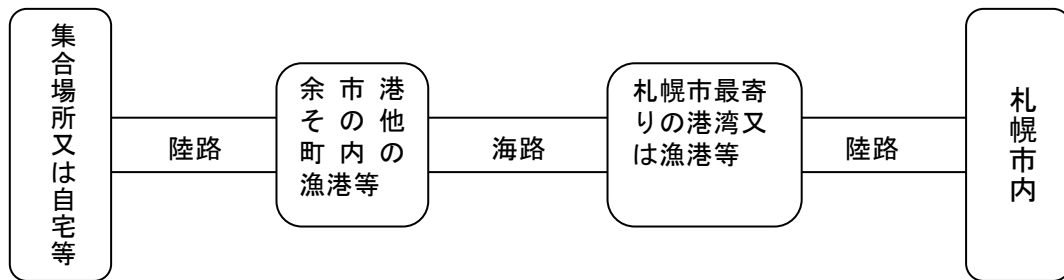 集合場所又は自宅等
陸路
余市港
その他
町内の
漁港等
海路
札幌市最寄
りの港湾又
は漁港等
陸路
札幌市内